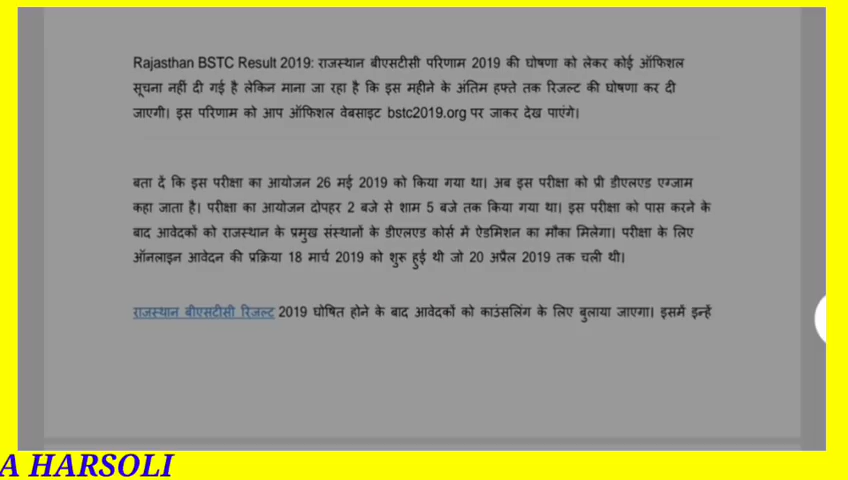 Rajasthan BSTC Result 2019: राजस्थान बीएसटीसी परिणाम 2019 की घोषणा को लेकर कोई ऑफिशल
सूचना नहीं दी गई है लेकिन माना जा रहा है कि इस महीने के अंतिम हफ्ते तक रिजल्ट की घोषणा कर दी
जाएगी। इस परिणाम को आप ऑफिशल वेबसाइट bstc2019.org पर जाकर देख पाएंगे।
बता दें कि इस परीक्षा का आयोजन 26 मई 2019 को किया गया था। अब इस परीक्षा को प्री डीएलएड एग्जाम
कहा जाता है। परीक्षा का आयोजन दोपहर 2 बजे से शाम 5 बजे तक किया गया था। इस परीक्षा को पास करने के
बाद आवेदकों को राजस्थान के प्रमुख संस्थानों के डीएलएड कोर्स में ऐडमिशन का मौका मिलेगा। परीक्षा के लिए
ऑनलाइन आवेदन की प्रक्रिया 18 मार्च 2019 को शुरू हुई थी जो 20 अप्रैल 2019 तक चली थी।
राजस्थान बीएसटीसी रिजल्ट 2019 घोषित होने के बाद आवेदकों को काउंसलिंग के लिए बुलाया जाएगा। इसमें इन्हें
A HARSOLI